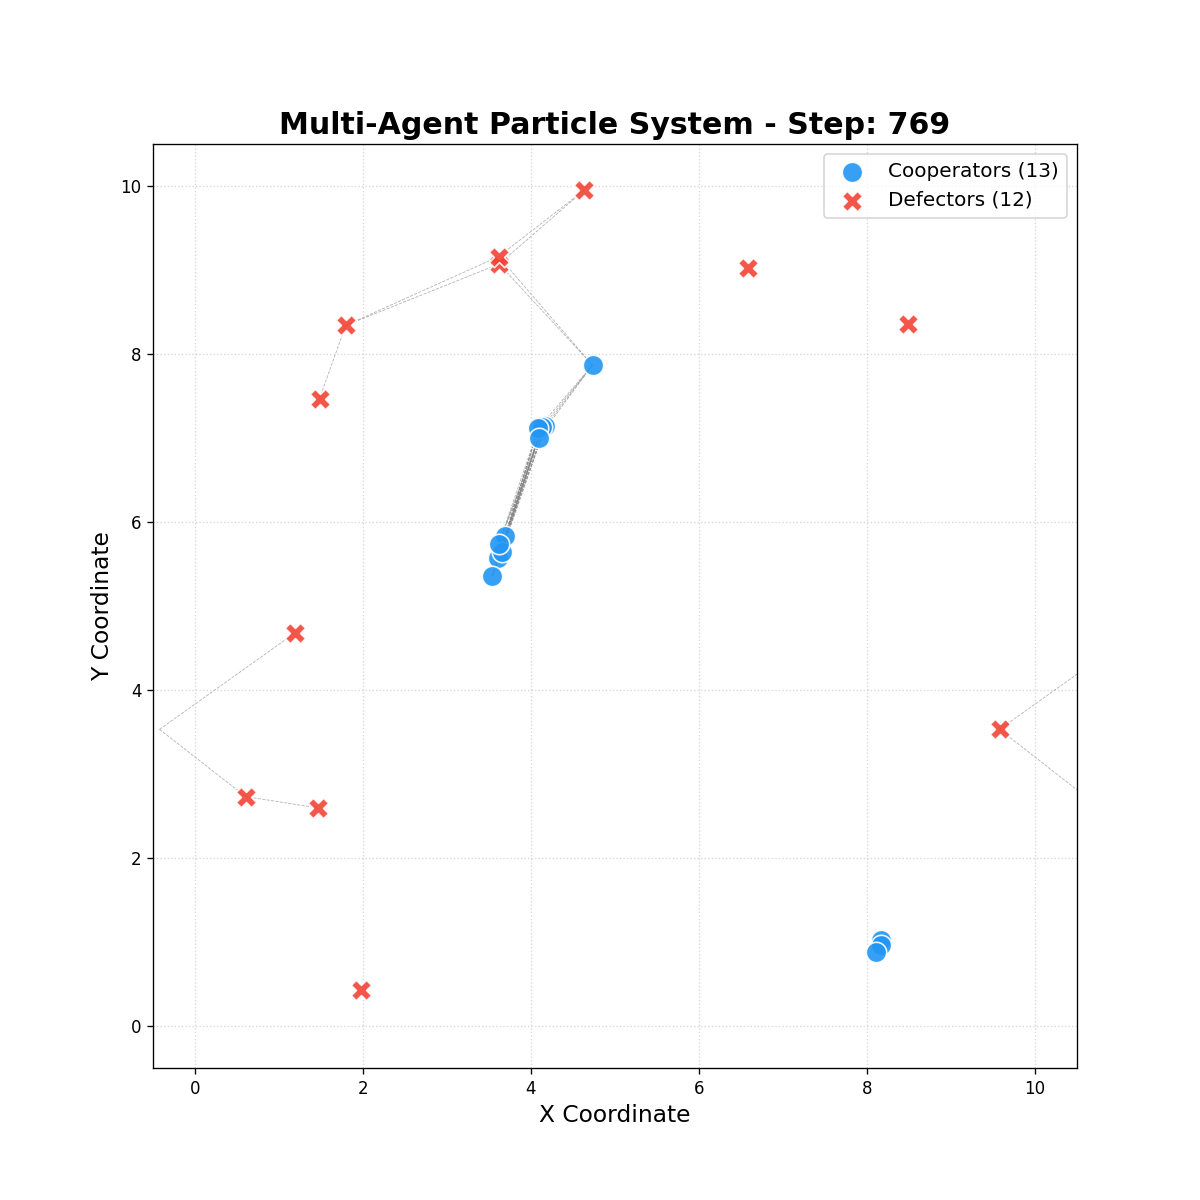 Multi-Agent Particle System - Step: 769
Cooperators (13)
Defectors (12)
Y Coordinate
10
8
6
4
2
0
0 2 4 6 8 10
X Coordinate